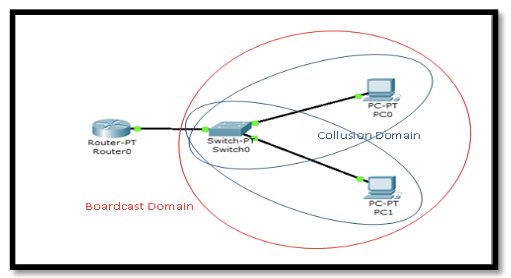 PC-PT
PC0
Router-PT
Router0
Switch-PT
Switch0
Collusion Domain
PC-PT
PC1
Boardcast Domain